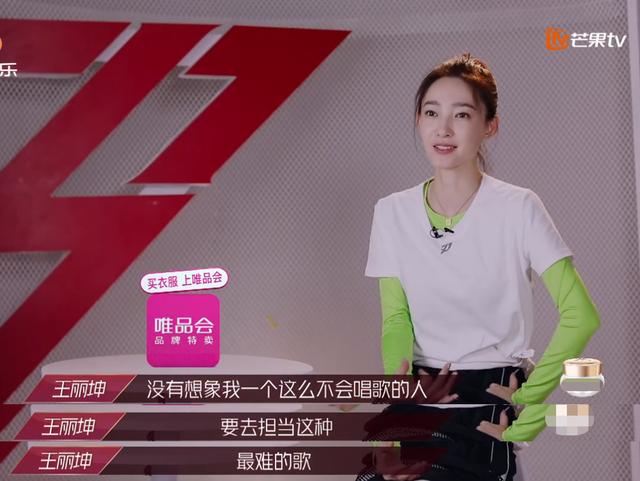 芒果tv
乐
买衣服 上唯品会
唯品会
品牌特卖
王丽坤 没有想象我一个这么不会唱歌的人
王丽坤 要去担当这种
王丽坤 最难的歌